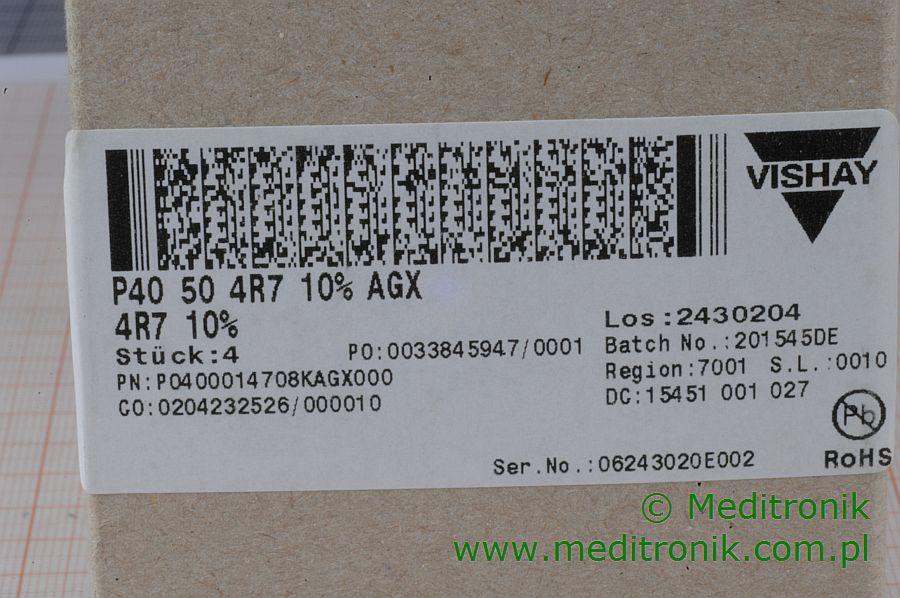 VISHAY
P40 50 4R7 10% AGX
4R7 10%
Stück:4
PO:0033845947/0001
PN:P0400014708KAGX000
CO:0204232526/000010
Los:2430204
Batch No.:201545DE
Region:7001 S.L.:0010
DC:15451 001 027
Pb
RoHS
Ser.No.:06243020E002
© Meditronik
www.meditronik.com.pl